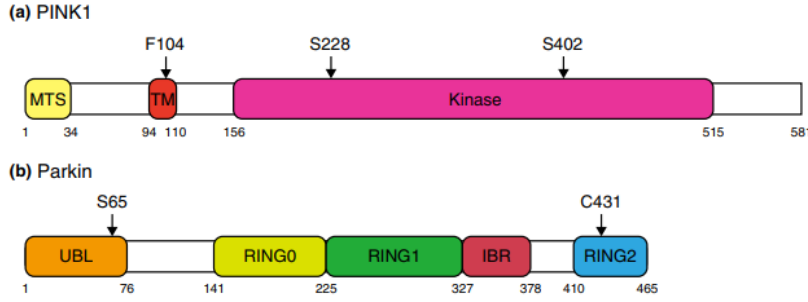 (a) PINK1
F104 S228 S402
MTS TM Kinase
1 34 94 110 156 515 581
(b) Parkin
S65 C431
UBL RING0 RING1 IBR RING2
1 76 141 225 327 378 410 465